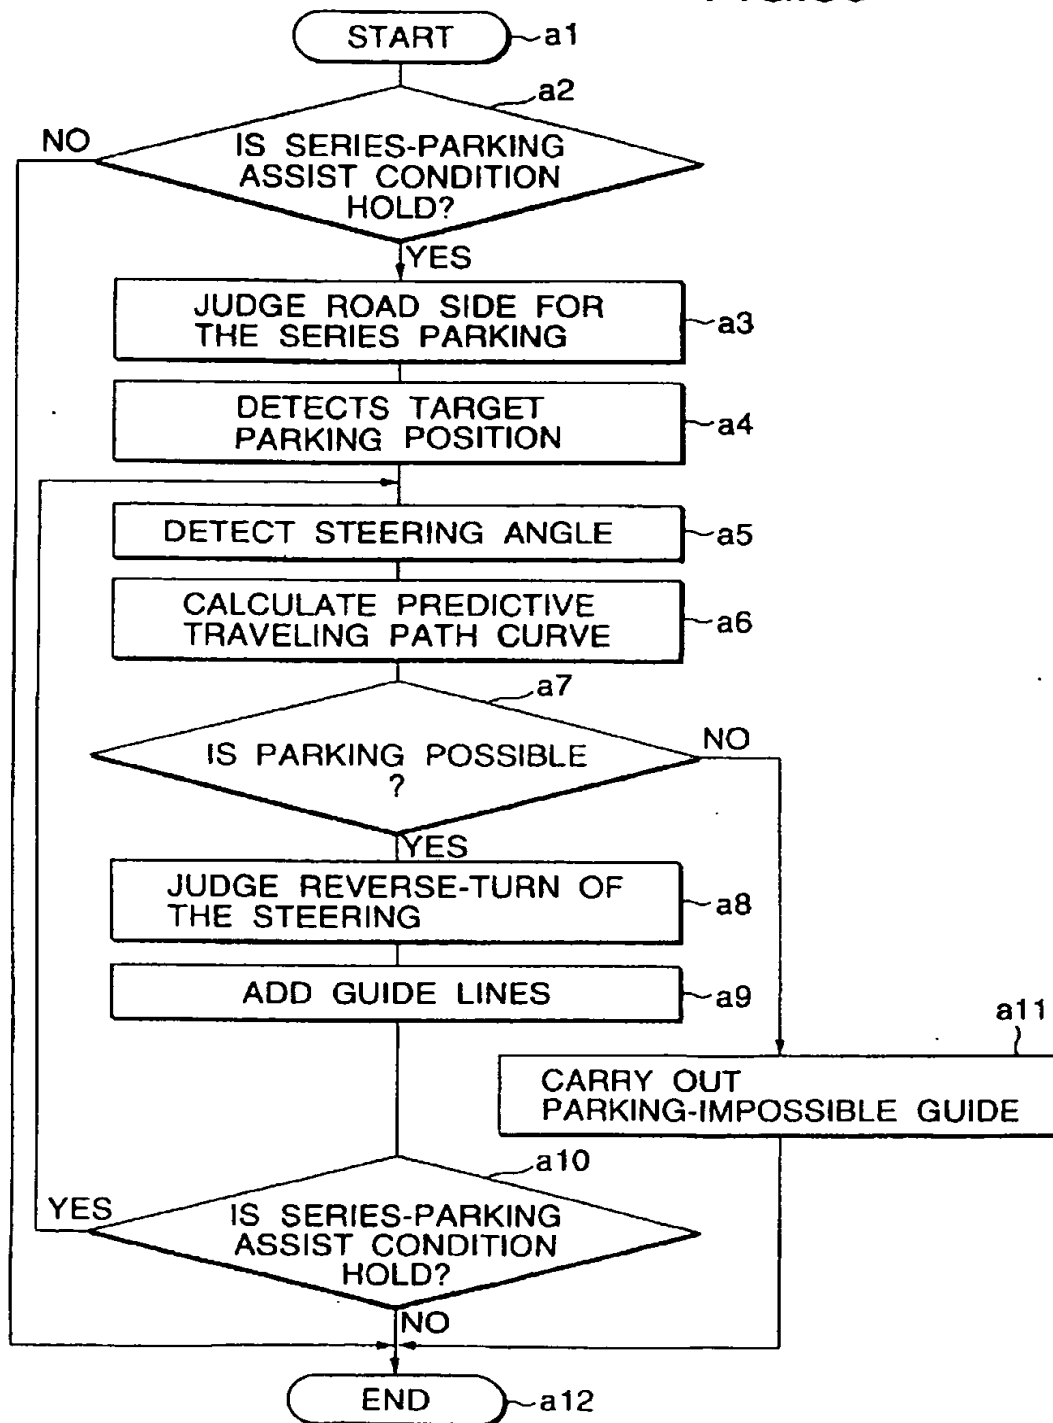 START
a1
a2
NO
IS SERIES-PARKING
ASSIST CONDITION
HOLD?
YES
JUDGE ROAD SIDE FOR
THE SERIES PARKING
a3
DETECTS TARGET
PARKING POSITION
a4
DETECT STEERING ANGLE
a5
CALCULATE PREDICTIVE
TRAVELING PATH CURVE
a6
a7
IS PARKING POSSIBLE
?
NO
YES
JUDGE REVERSE-TURN OF
THE STEERING
a8
ADD GUIDE LINES
a9
a11
CARRY OUT
PARKING-IMPOSSIBLE GUIDE
a10
YES
IS SERIES-PARKING
ASSIST CONDITION
HOLD?
NO
END
a12